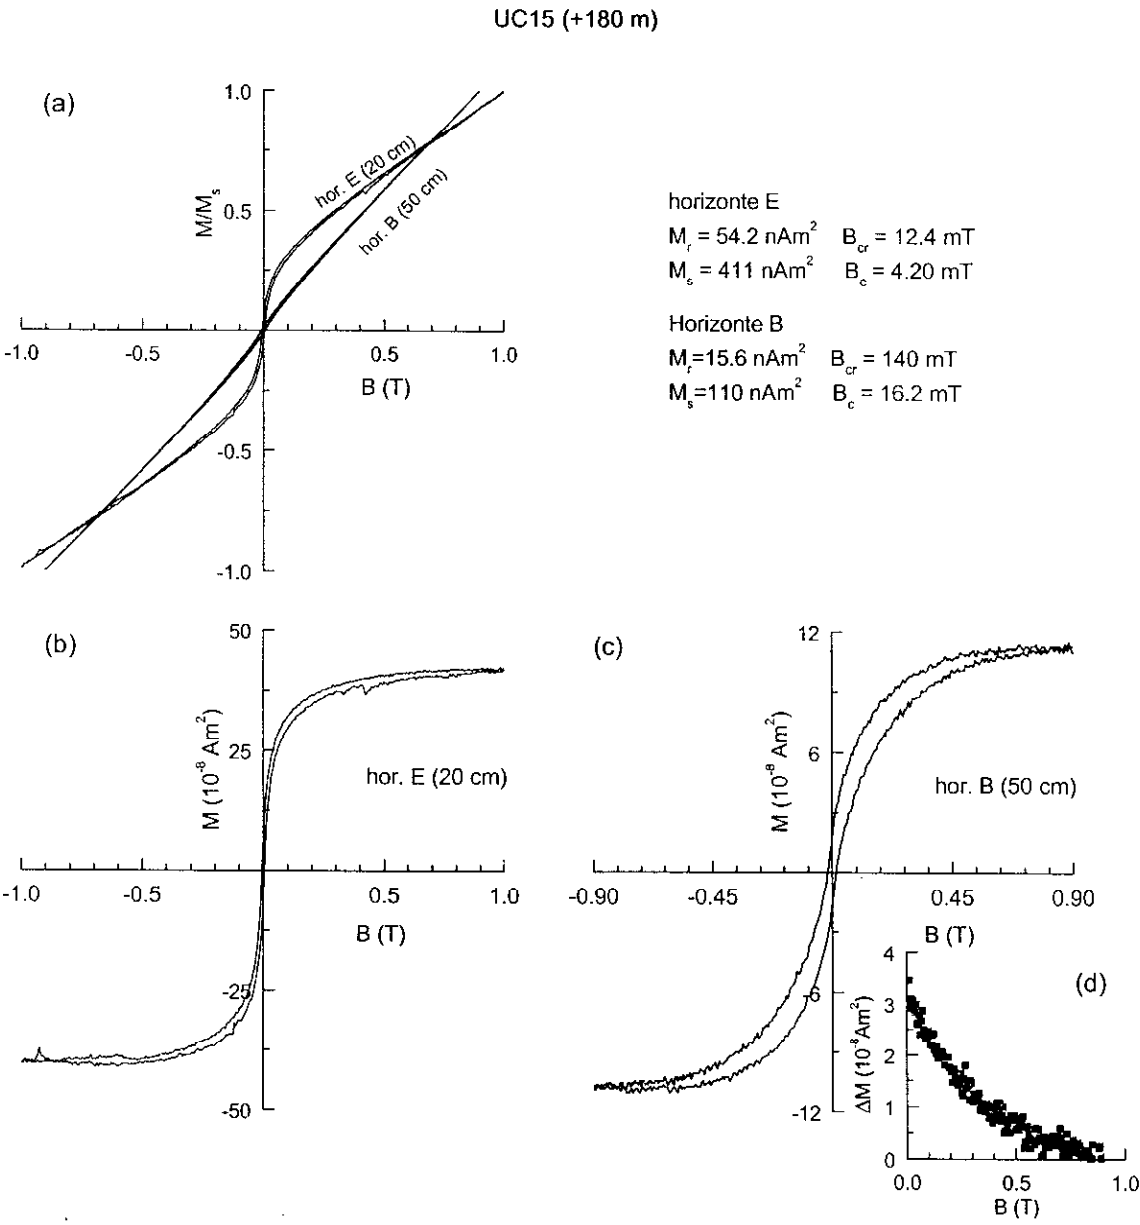 UC15 (+180 m)
(a)
1.0
0.5
-0.5
-1.0
M/Ms
-1.0 -0.5 0.5 1.0
B (T)
hor. E (20 cm)
hor. B (50 cm)
horizonte E
Mr = 54.2 nAm² Bcr = 12.4 mT
Ms = 411 nAm² Bc = 4.20 mT
Horizonte B
Mr=15.6 nAm² Bcr = 140 mT
Ms=110 nAm² Bc = 16.2 mT
(b)
50
25
-25
-50
M (10⁻⁸ Am²)
hor. E (20 cm)
-1.0 -0.5 0.5 1.0
B (T)
(c)
12
6
-6
-12
M (10⁻⁸ Am²)
hor. B (50 cm)
-0.90 -0.45 0.45 0.90
B (T)
(d)
4
3
2
1
0
ΔM (10⁻⁸Am²)
0.0 0.5 1.0
B (T)